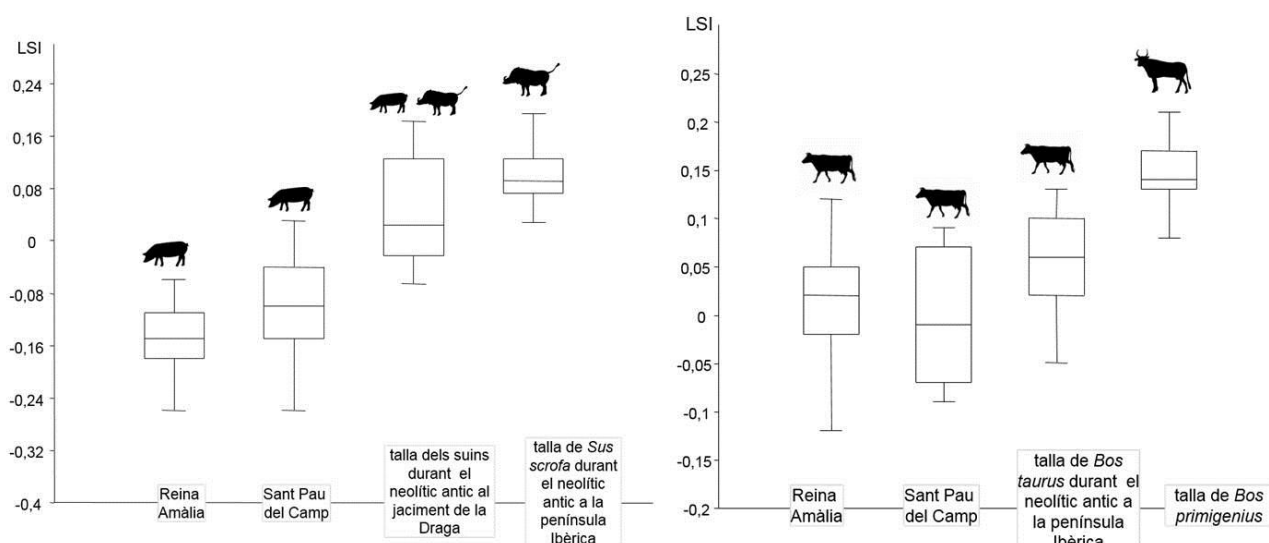 LSI
0,24
0,16
0,08
0
-0,08
-0,16
-0,24
-0,32
-0,4
Reina
Amàlia
Sant Pau
del Camp
talla dels suins
durant el
neolític antic al
jaciment de la
Draga
talla de Sus
scrofa durant
el neolític
antic a la
península
Ibèrica
LSI
0,25
0,2
0,15
0,1
0,05
0
-0,05
-0,1
-0,15
-0,2
Reina
Amàlia
Sant Pau
del Camp
talla de Bos
taurus durant el
neolític antic a
la península
Ibèrica
talla de Bos
primigenius